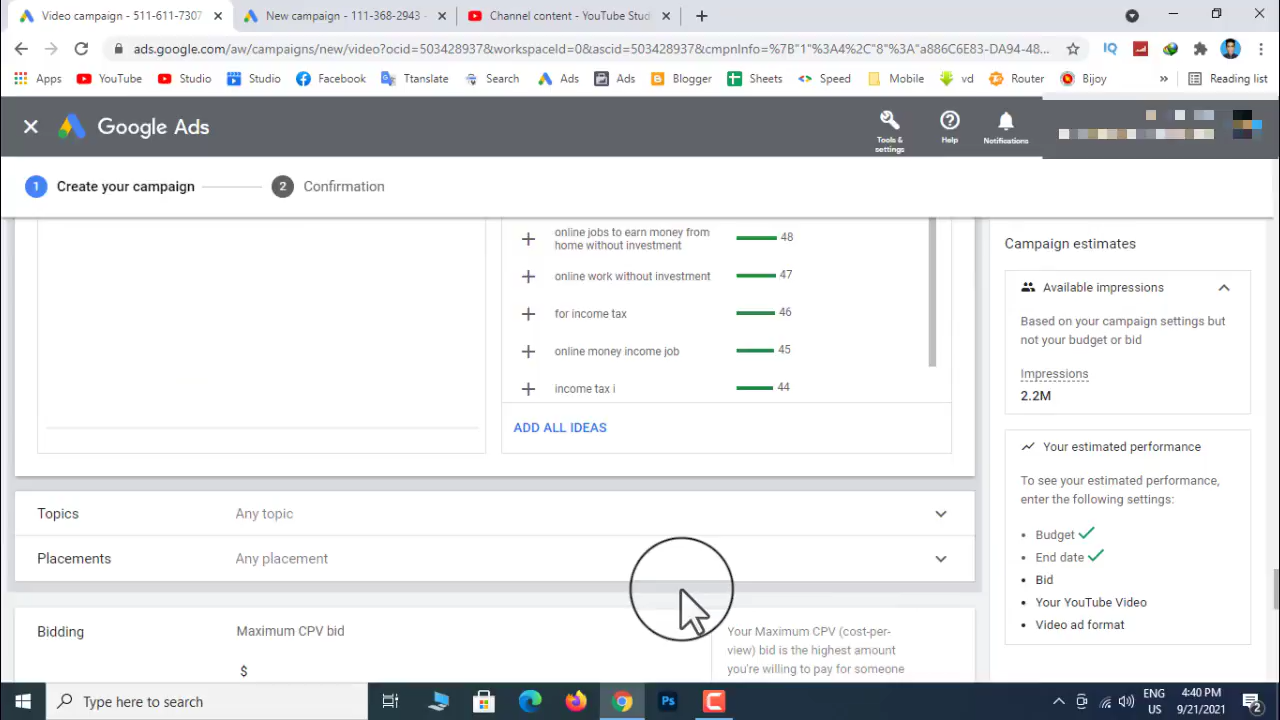 Video campaign - 511-611-7307
New campaign - 111-368-2943 -
Channel content - YouTube Stud
ads.google.com/aw/campaigns/new/video?ocid=503428937&workspaceId=0&ascid=503428937&cmpnInfo=%7B"1"%3A4%2C"8"%3A"a886C6E83-DA94-48...
Apps YouTube Studio Studio Facebook Translate Search Ads Ads Blogger Sheets Speed Mobile vd Router Bijoy » Reading list
Google Ads
Tools & settings
Help
Notifications
1 Create your campaign
2 Confirmation
online jobs to earn money from
home without investment 48
online work without investment 47
for income tax 46
online money income job 45
income tax i 44
ADD ALL IDEAS
Topics Any topic
Placements Any placement
Bidding Maximum CPV bid
$
Your Maximum CPV (cost-per-
view) bid is the highest amount
you're willing to pay for someone
Campaign estimates
Available impressions
Based on your campaign settings but
not your budget or bid
Impressions
2.2M
Your estimated performance
To see your estimated performance,
enter the following settings:
• Budget
• End date
• Bid
• Your YouTube Video
• Video ad format
Type here to search
ENG
US
4:40 PM
9/21/2021
2